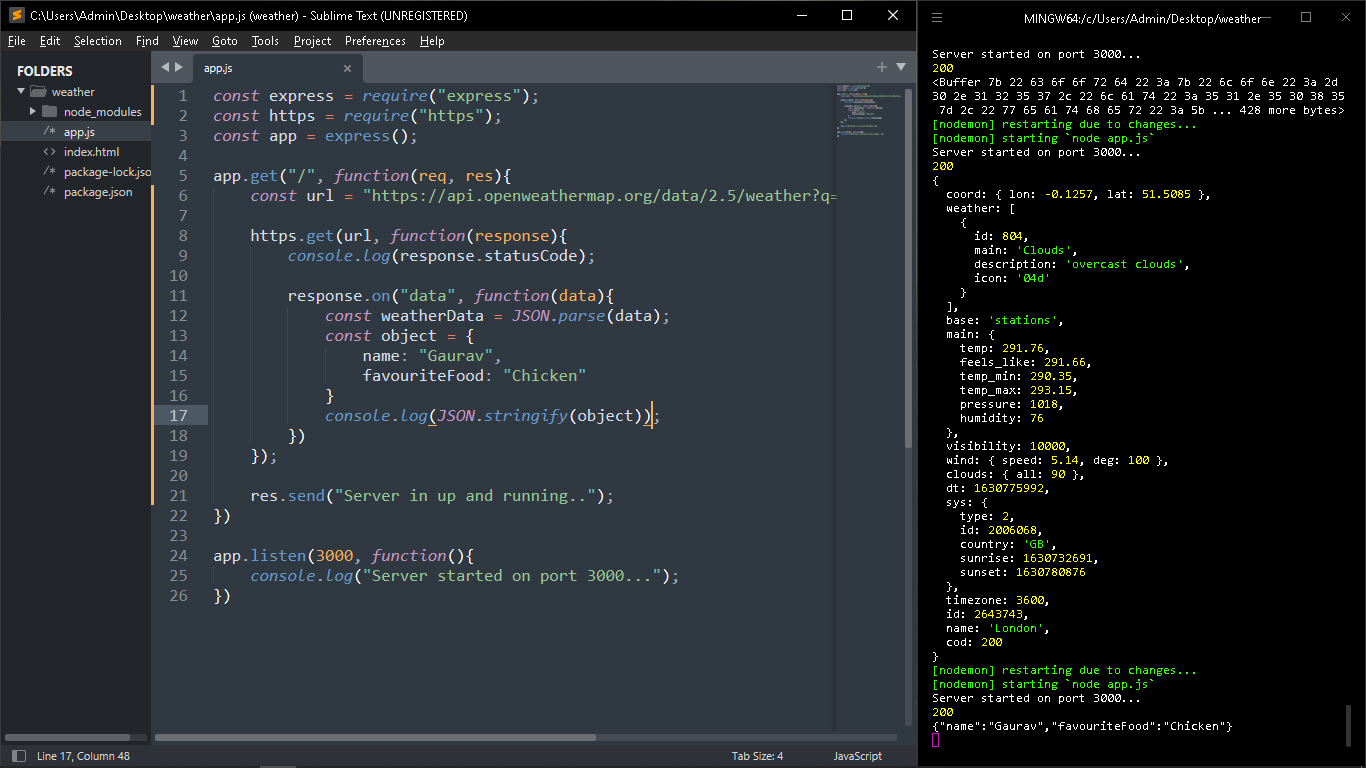 C:\Users\Admin\Desktop\weather\app.js (weather) - Sublime Text (UNREGISTERED)
File Edit Selection Find View Goto Tools Project Preferences Help
FOLDERS
weather
node_modules
app.js
index.html
package-lock.jso
package.json
app.js
1 const express = require("express");
2 const https = require("https");
3 const app = express();
4
5 app.get("/", function(req, res){
6 const url = "https://api.openweathermap.org/data/2.5/weather?q=
7
8 https.get(url, function(response){
9 console.log(response.statusCode);
10
11 response.on("data", function(data){
12 const weatherData = JSON.parse(data);
13 const object = {
14 name: "Gaurav",
15 favouriteFood: "Chicken"
16 }
17 console.log(JSON.stringify(object));
18 })
19 });
20
21 res.send("Server in up and running..");
22 })
23
24 app.listen(3000, function(){
25 console.log("Server started on port 3000...");
26 })
Line 17, Column 48
Tab Size: 4
JavaScript
MINGW64:/c/Users/Admin/Desktop/weather
Server started on port 3000...
200
<Buffer 7b 22 63 6f 6f 72 64 22 3a 7b 22 6c 6f 6e 22 3a 2d
30 2e 31 32 35 37 2c 22 6c 61 74 22 3a 35 31 2e 35 30 38 35
7d 2c 22 77 65 61 74 68 65 72 22 3a 5b ... 428 more bytes>
[nodemon] restarting due to changes...
[nodemon] starting `node app.js`
Server started on port 3000...
200
{
coord: { lon: -0.1257, lat: 51.5085 },
weather: [
{
id: 804,
main: 'Clouds',
description: 'overcast clouds',
icon: '04d'
}
],
base: 'stations',
main: {
temp: 291.76,
feels_like: 291.66,
temp_min: 290.35,
temp_max: 293.15,
pressure: 1018,
humidity: 76
},
visibility: 10000,
wind: { speed: 5.14, deg: 100 },
clouds: { all: 90 },
dt: 1630775992,
sys: {
type: 2,
id: 2006068,
country: 'GB',
sunrise: 1630732691,
sunset: 1630780876
},
timezone: 3600,
id: 2643743,
name: 'London',
cod: 200
}
[nodemon] restarting due to changes...
[nodemon] starting `node app.js`
Server started on port 3000...
200
{"name":"Gaurav","favouriteFood":"Chicken"}